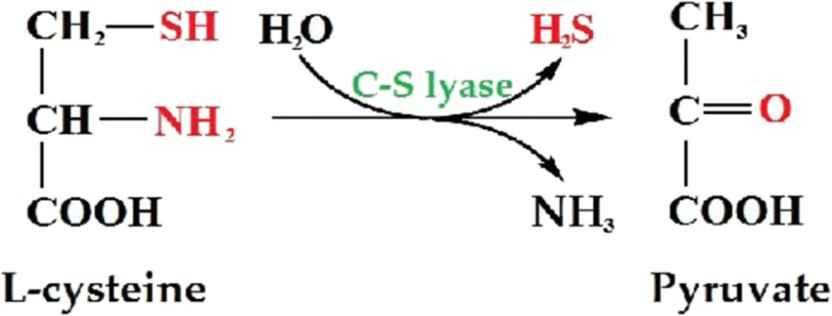 CH₂—SH H₂O H₂S CH₃
C-S lyase
CH—NH₂ C=O
COOH NH₃ COOH
L-cysteine Pyruvate